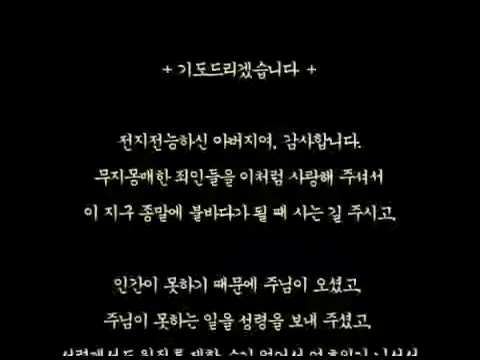 + 기도드리겠습니다 +
전지전능하신 아버지여, 감사합니다.
무지몽매한 죄인들을 이처럼 사랑해 주셔서
이 지구 종말에 불바다가 될 때 사는 길 주시고,
인간이 못하기 때문에 주님이 오셨고,
주님이 못하는 일을 성령을 보내 주셨고,